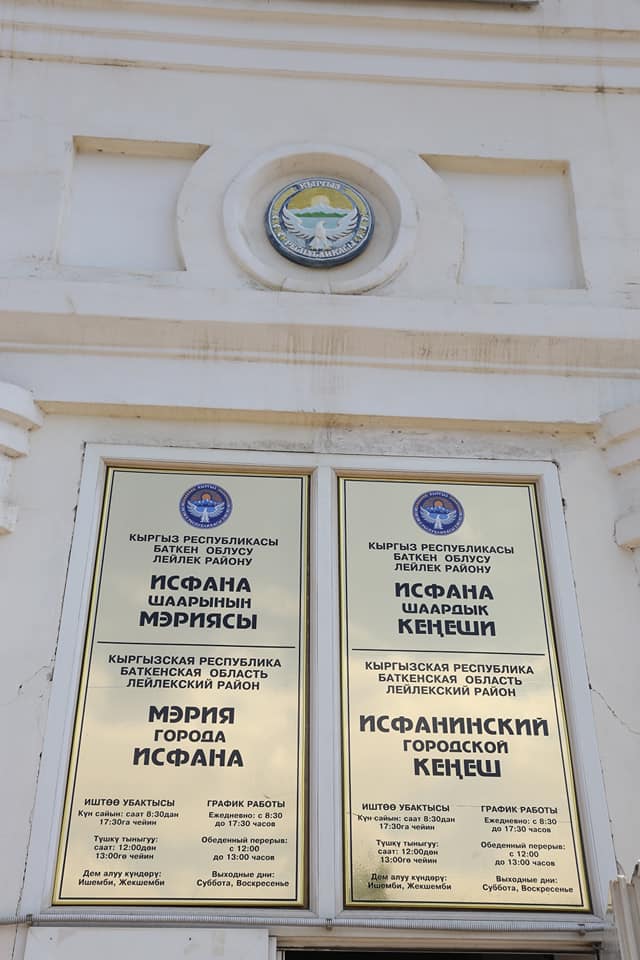 КЫРГЫЗ
РЕСПУБЛИКАСЫ
КЫРГЫЗ РЕСПУБЛИКАСЫ
БАТКЕН ОБЛУСУ
ЛЕЙЛЕК РАЙОНУ
ИСФАНА
ШААРЫНЫН
МЭРИЯСЫ
КЫРГЫЗСКАЯ РЕСПУБЛИКА
БАТКЕНСКАЯ ОБЛАСТЬ
ЛЕЙЛЕКСКИЙ РАЙОН
МЭРИЯ
ГОРОДА
ИСФАНА
ИШТӨӨ УБАКТЫСЫ
Күн сайын: саат 8:30дан
17:30га чейин
Түшкү тыныгуу:
саат: 12:00дөн
13:00гө чейин
Дем алуу күндөрү:
Ишемби, Жекшемби
ГРАФИК РАБОТЫ
Ежедневно: с 8:30
до 17:30 часов
Обеденный перерыв:
с 12:00
до 13:00 часов
Выходные дни:
Суббота, Воскресенье
КЫРГЫЗ РЕСПУБЛИКАСЫ
БАТКЕН ОБЛУСУ
ЛЕЙЛЕК РАЙОНУ
ИСФАНА
ШААРДЫК
КЕҢЕШИ
КЫРГЫЗСКАЯ РЕСПУБЛИКА
БАТКЕНСКАЯ ОБЛАСТЬ
ЛЕЙЛЕКСКИЙ РАЙОН
ИСФАНИНСКИЙ
ГОРОДСКОЙ
КЕҢЕШ
ИШТӨӨ УБАКТЫСЫ
Күн сайын: саат 8:30дан
17:30га чейин
Түшкү тыныгуу:
саат: 12:00дөн
13:00гө чейин
Дем алуу күндөрү:
Ишемби, Жекшемби
ГРАФИК РАБОТЫ
Ежедневно: с 8:30
до 17:30 часов
Обеденный перерыв:
с 12:00
до 13:00 часов
Выходные дни:
Суббота, Воскресенье